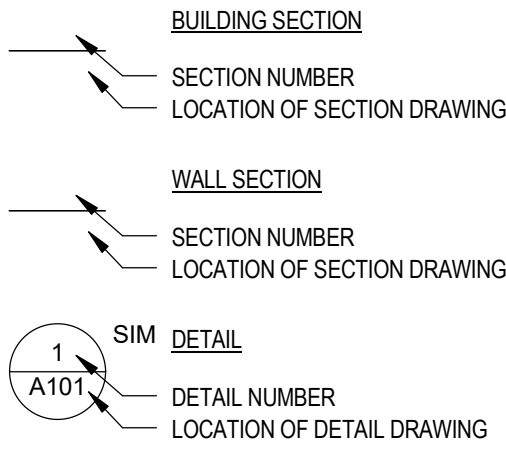 BUILDING SECTION
SECTION NUMBER
LOCATION OF SECTION DRAWING
WALL SECTION
SECTION NUMBER
LOCATION OF SECTION DRAWING
SIM DETAIL
1
A101
DETAIL NUMBER
LOCATION OF DETAIL DRAWING